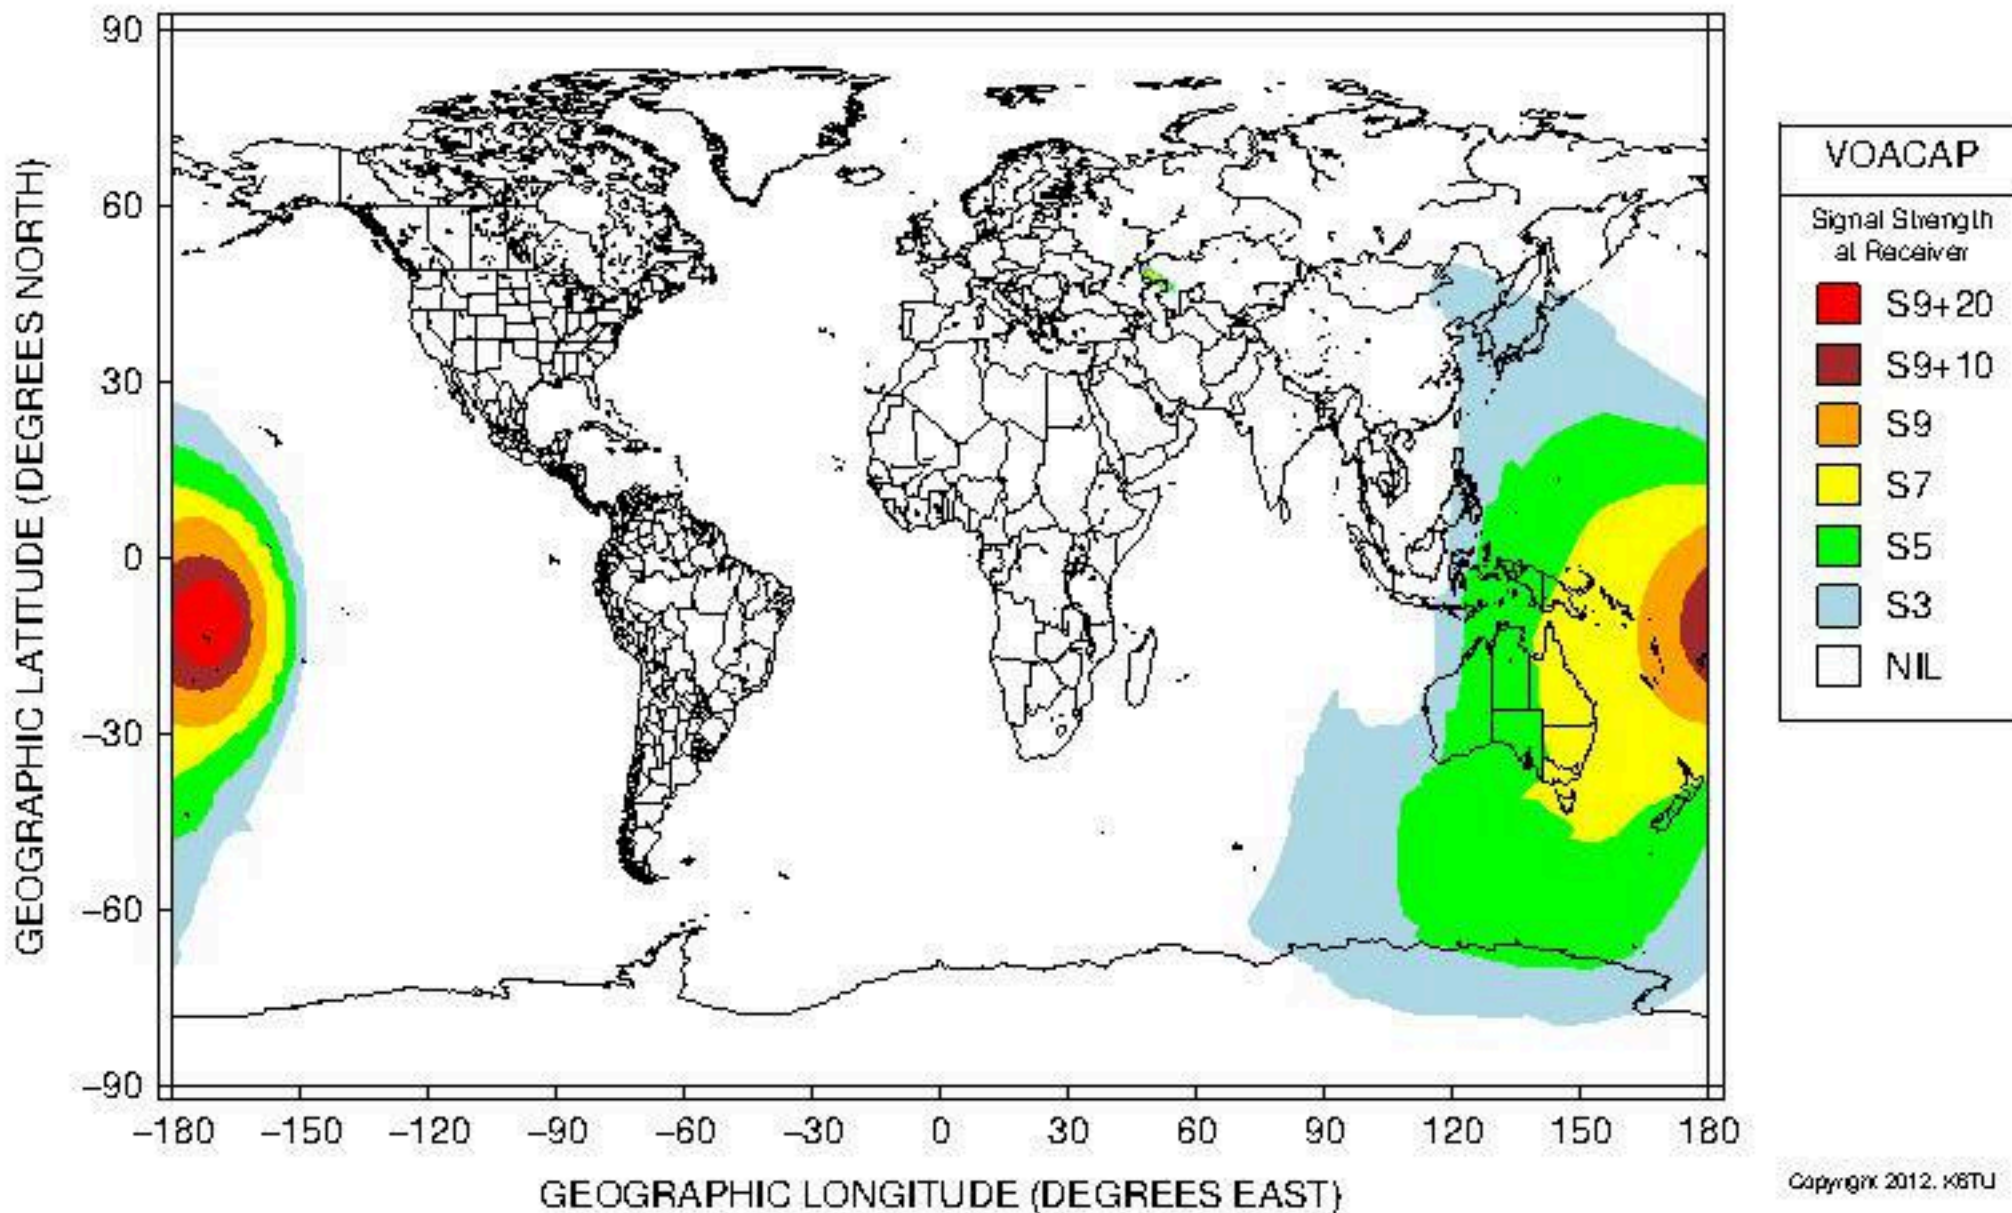 GEOGRAPHIC LATITUDE (DEGREES NORTH)
90
60
30
0
−30
−60
−90
−180 −150 −120 −90 −60 −30 0 30 60 90 120 150 180
GEOGRAPHIC LONGITUDE (DEGREES EAST)
VOACAP
Signal Strength
at Receiver
S9+20
S9+10
S9
S7
S5
S3
NIL
Copyright 2012, K6TU